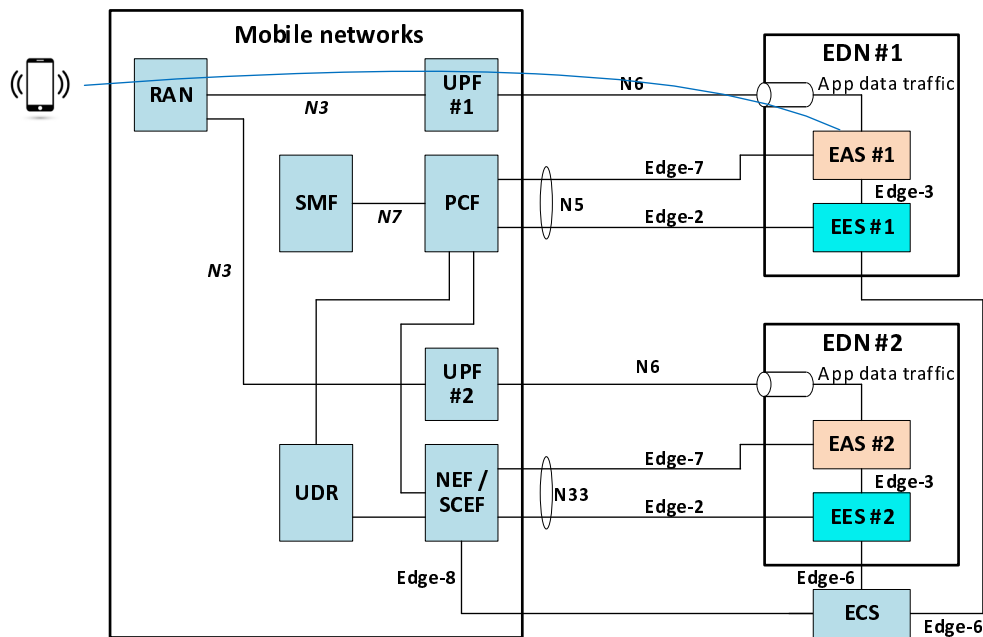 Mobile networks
EDN #1
RAN
UPF
#1
N3
N6
App data traffic
EAS #1
Edge-7
Edge-3
SMF
N7
PCF
N5
Edge-2
EES #1
N3
EDN #2
UPF
#2
N6
App data traffic
EAS #2
Edge-7
Edge-3
UDR
NEF /
SCEF
N33
Edge-2
EES #2
Edge-8
Edge-6
ECS
Edge-6